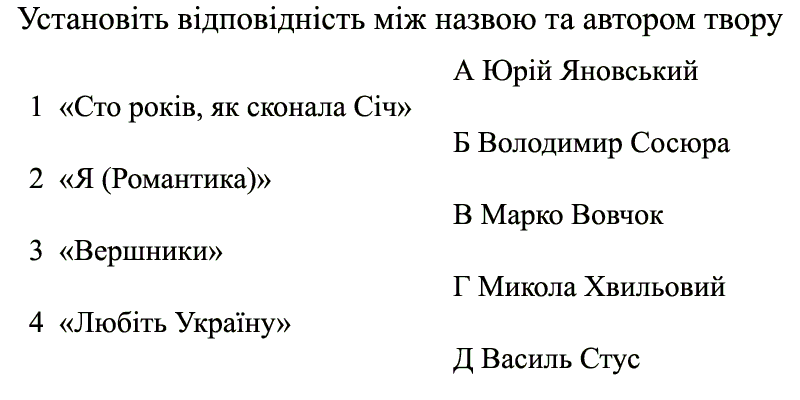 Установіть відповідність між назвою та автором твору
А Юрій Яновський
1 «Сто років, як сконала Січ»
Б Володимир Сосюра
2 «Я (Романтика)»
В Марко Вовчок
3 «Вершники»
Г Микола Хвильовий
4 «Любіть Україну»
Д Василь Стус